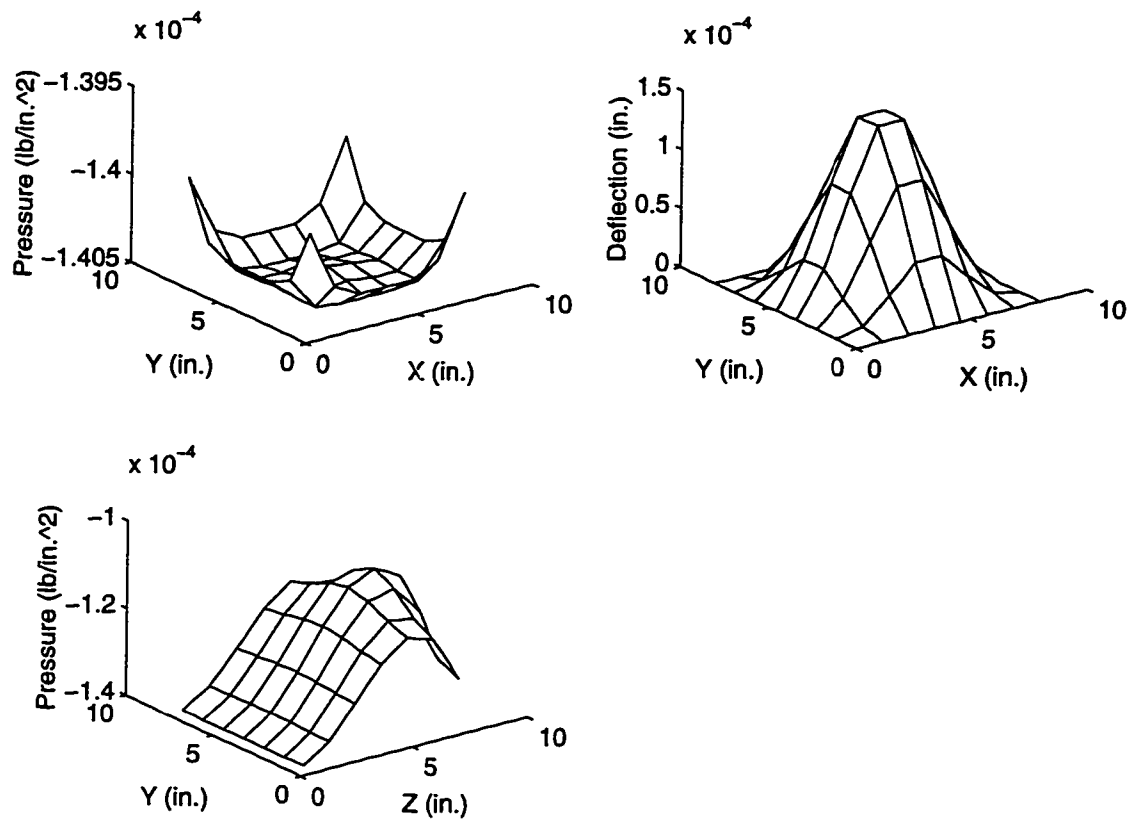 x 10^-4
Pressure (lb/in.^2)
-1.395
-1.4
-1.405
10
5
0
Y (in.)
0
5
10
X (in.)
x 10^-4
Deflection (in.)
1.5
1
0.5
0
10
5
0
Y (in.)
0
5
10
X (in.)
x 10^-4
Pressure (lb/in.^2)
-1
-1.2
-1.4
10
5
0
Y (in.)
0
5
10
Z (in.)